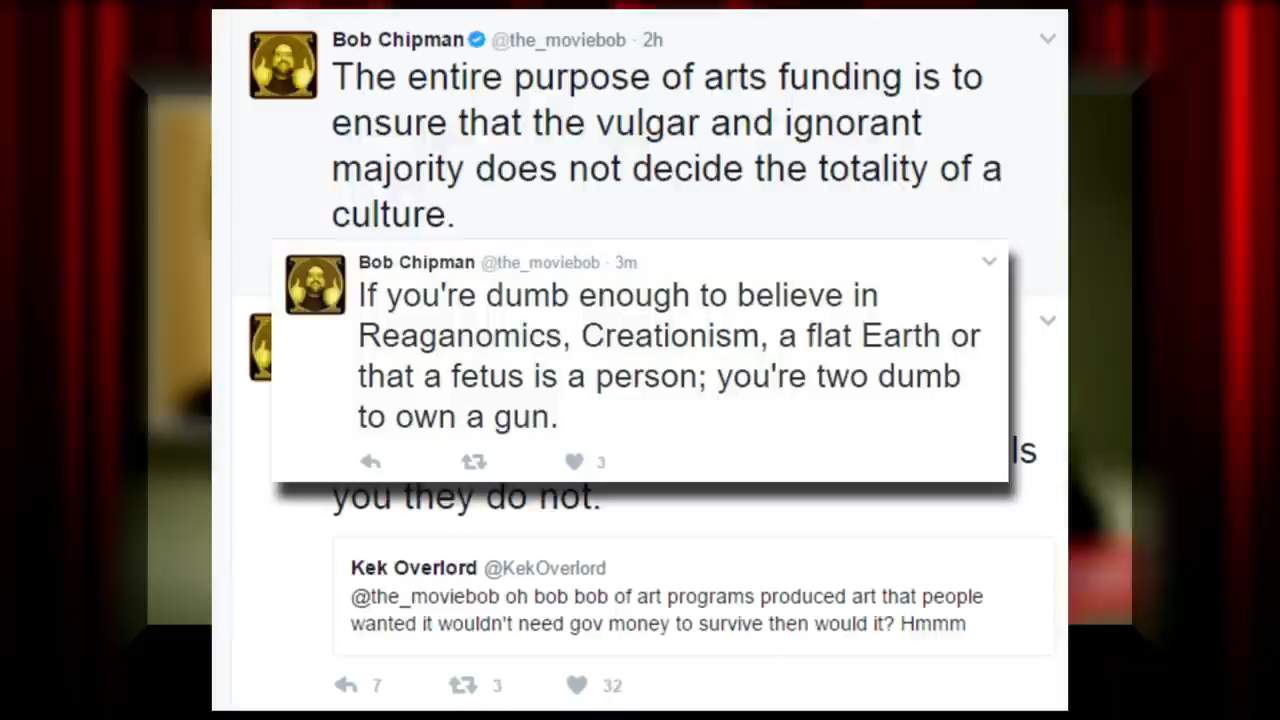 Bob Chipman @the_moviebob · 2h
The entire purpose of arts funding is to
ensure that the vulgar and ignorant
majority does not decide the totality of a
culture.
Bob Chipman @the_moviebob · 3m
If you're dumb enough to believe in
Reaganomics, Creationism, a flat Earth or
that a fetus is a person; you're two dumb
to own a gun.
3
you they do not.
Kek Overlord @KekOverlord
@the_moviebob oh bob bob of art programs produced art that people
wanted it wouldn't need gov money to survive then would it? Hmmm
7 3 32